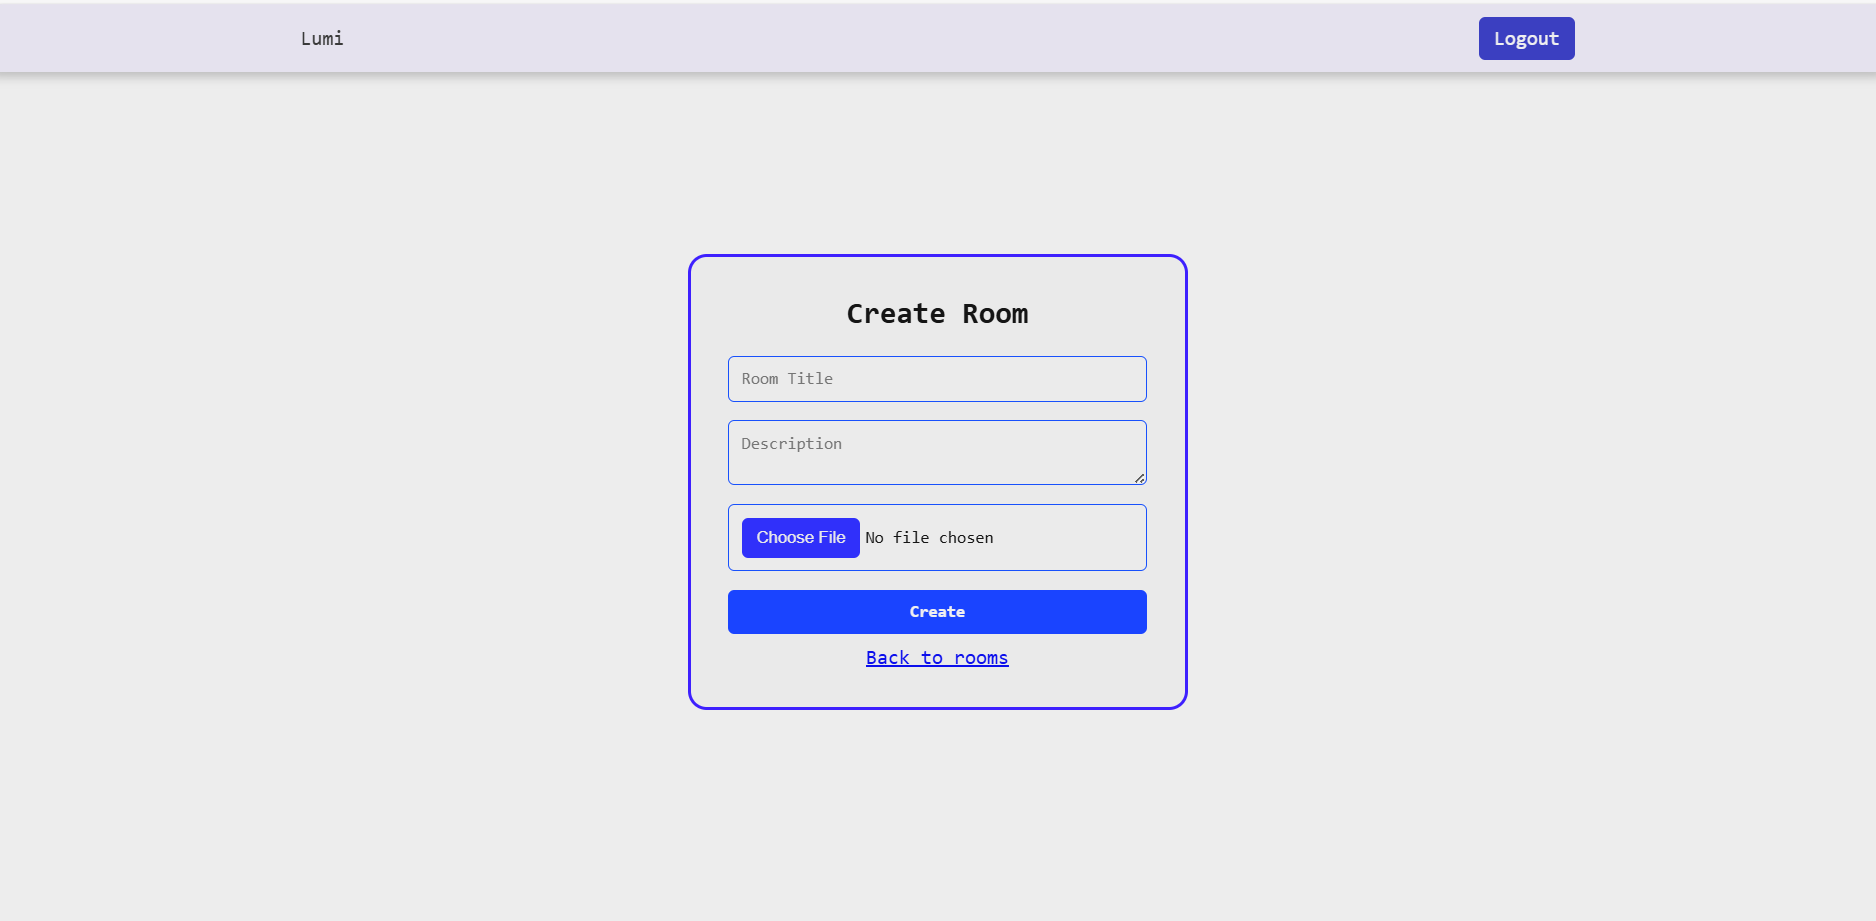 Lumi
Logout
Create Room
Room Title
Description
Choose File No file chosen
Create
Back to rooms